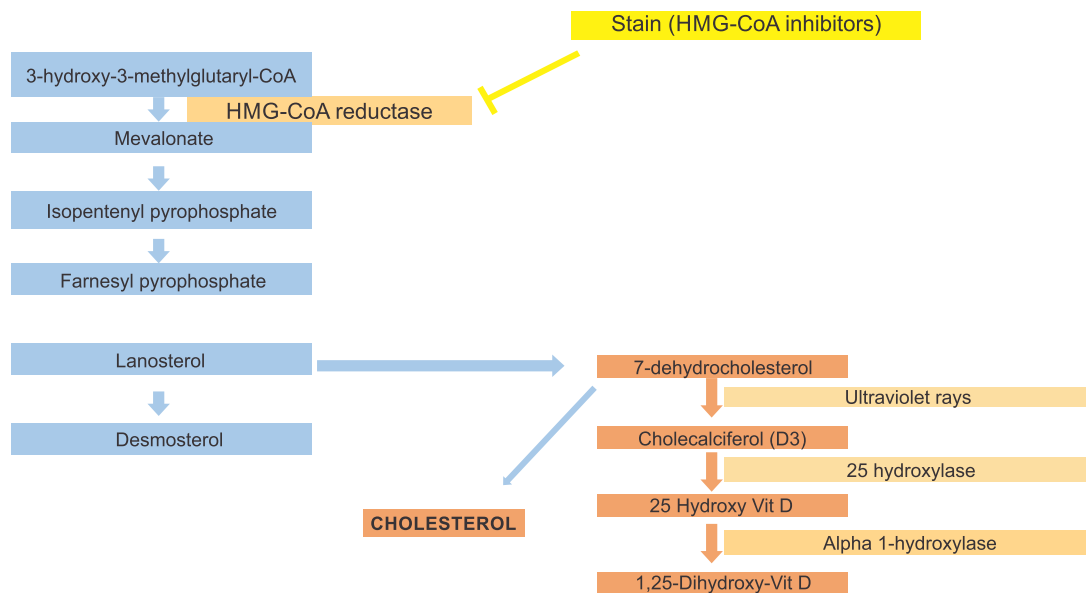 Stain (HMG-CoA inhibitors)
3-hydroxy-3-methylglutaryl-CoA
HMG-CoA reductase
Mevalonate
Isopentenyl pyrophosphate
Farnesyl pyrophosphate
Lanosterol
7-dehydrocholesterol
Ultraviolet rays
Desmosterol
Cholecalciferol (D3)
25 hydroxylase
25 Hydroxy Vit D
CHOLESTEROL
Alpha 1-hydroxylase
1,25-Dihydroxy-Vit D